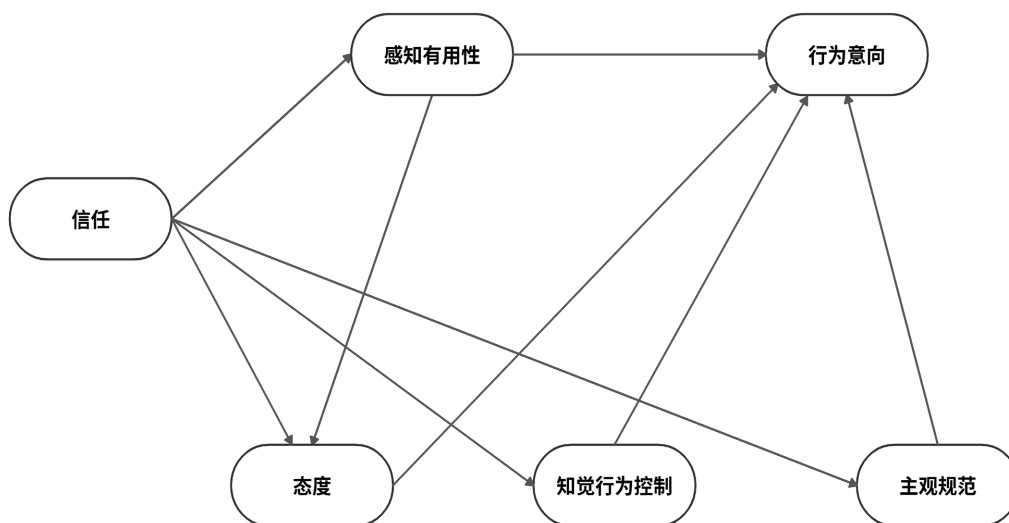 感知有用性
行为意向
信任
态度
知觉行为控制
主观规范